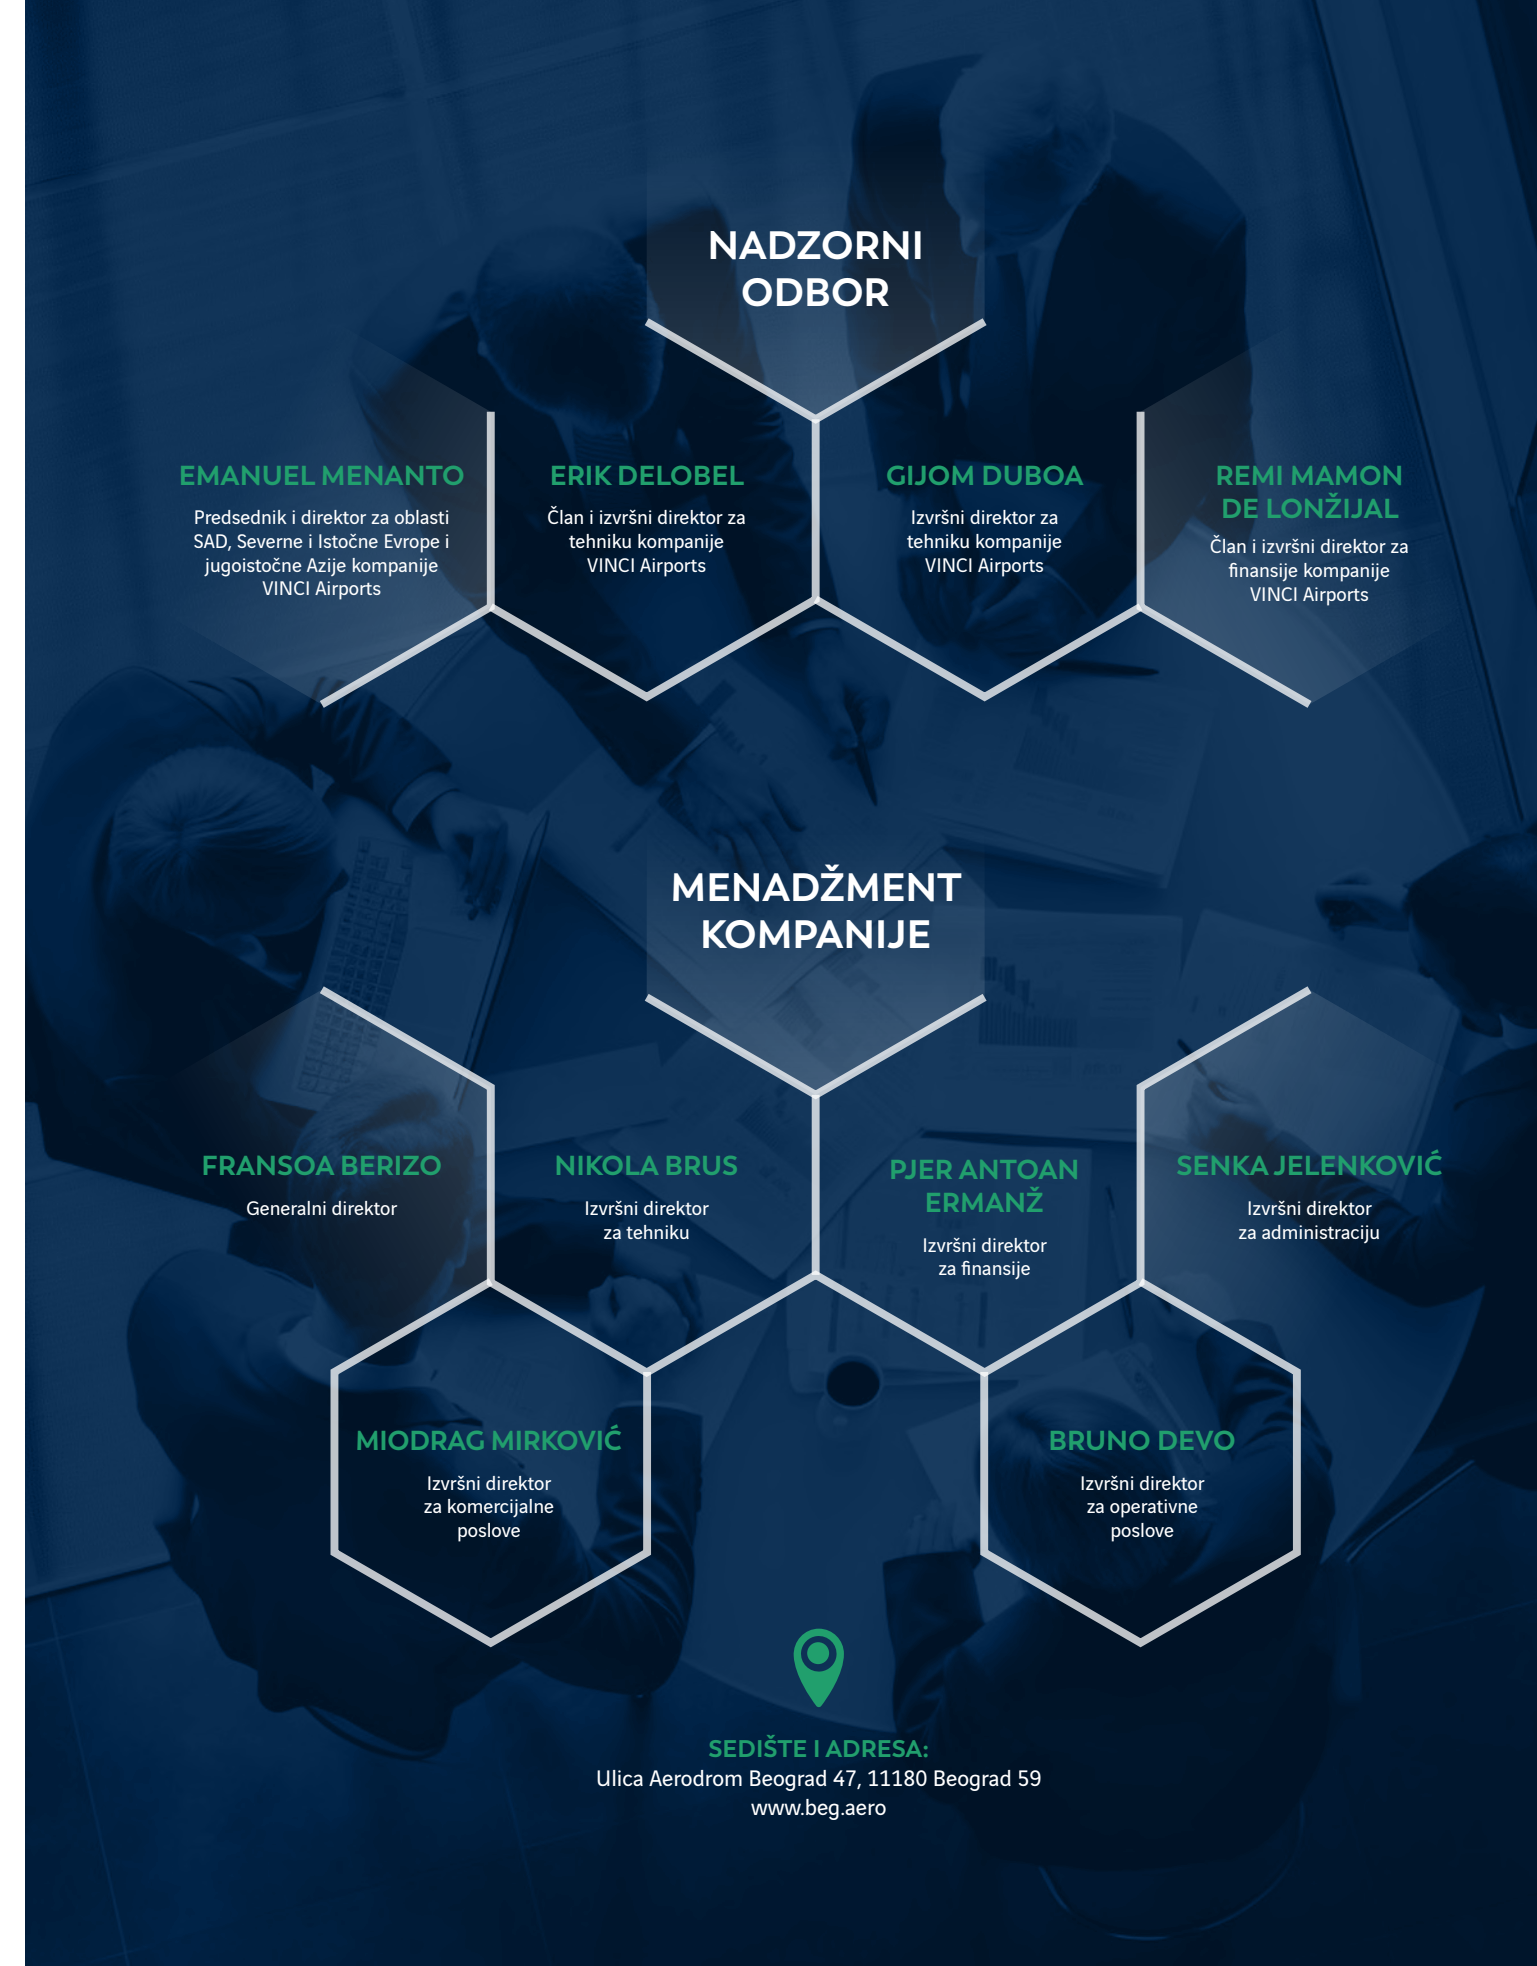 NADZORNI
ODBOR
EMANUEL MENANTO
Predsednik i direktor za oblasti
SAD, Severne i Istočne Evrope i
jugoistočne Azije kompanije
VINCI Airports
ERIK DELOBEL
Član i izvršni direktor za
tehniku kompanije
VINCI Airports
GIJOM DUBOA
Izvršni direktor za
tehniku kompanije
VINCI Airports
REMI MAMON
DE LONŽIJAL
Član i izvršni direktor za
finansije kompanije
VINCI Airports
MENADŽMENT
KOMPANIJE
FRANSOA BERIZO
Generalni direktor
NIKOLA BRUS
Izvršni direktor
za tehniku
PJER ANTOAN
ERMANŽ
Izvršni direktor
za finansije
SENKA JELENKOVIĆ
Izvršni direktor
za administraciju
MIODRAG MIRKOVIĆ
Izvršni direktor
za komercijalne
poslove
BRUNO DEVO
Izvršni direktor
za operativne
poslove
SEDIŠTE I ADRESA:
Ulica Aerodrom Beograd 47, 11180 Beograd 59
www.beg.aero